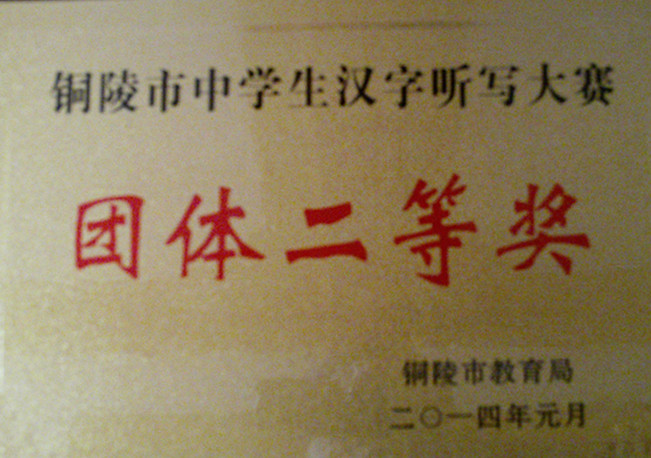 铜陵市中学生汉字听写大赛
团体二等奖
铜陵市教育局
二〇一四年元月